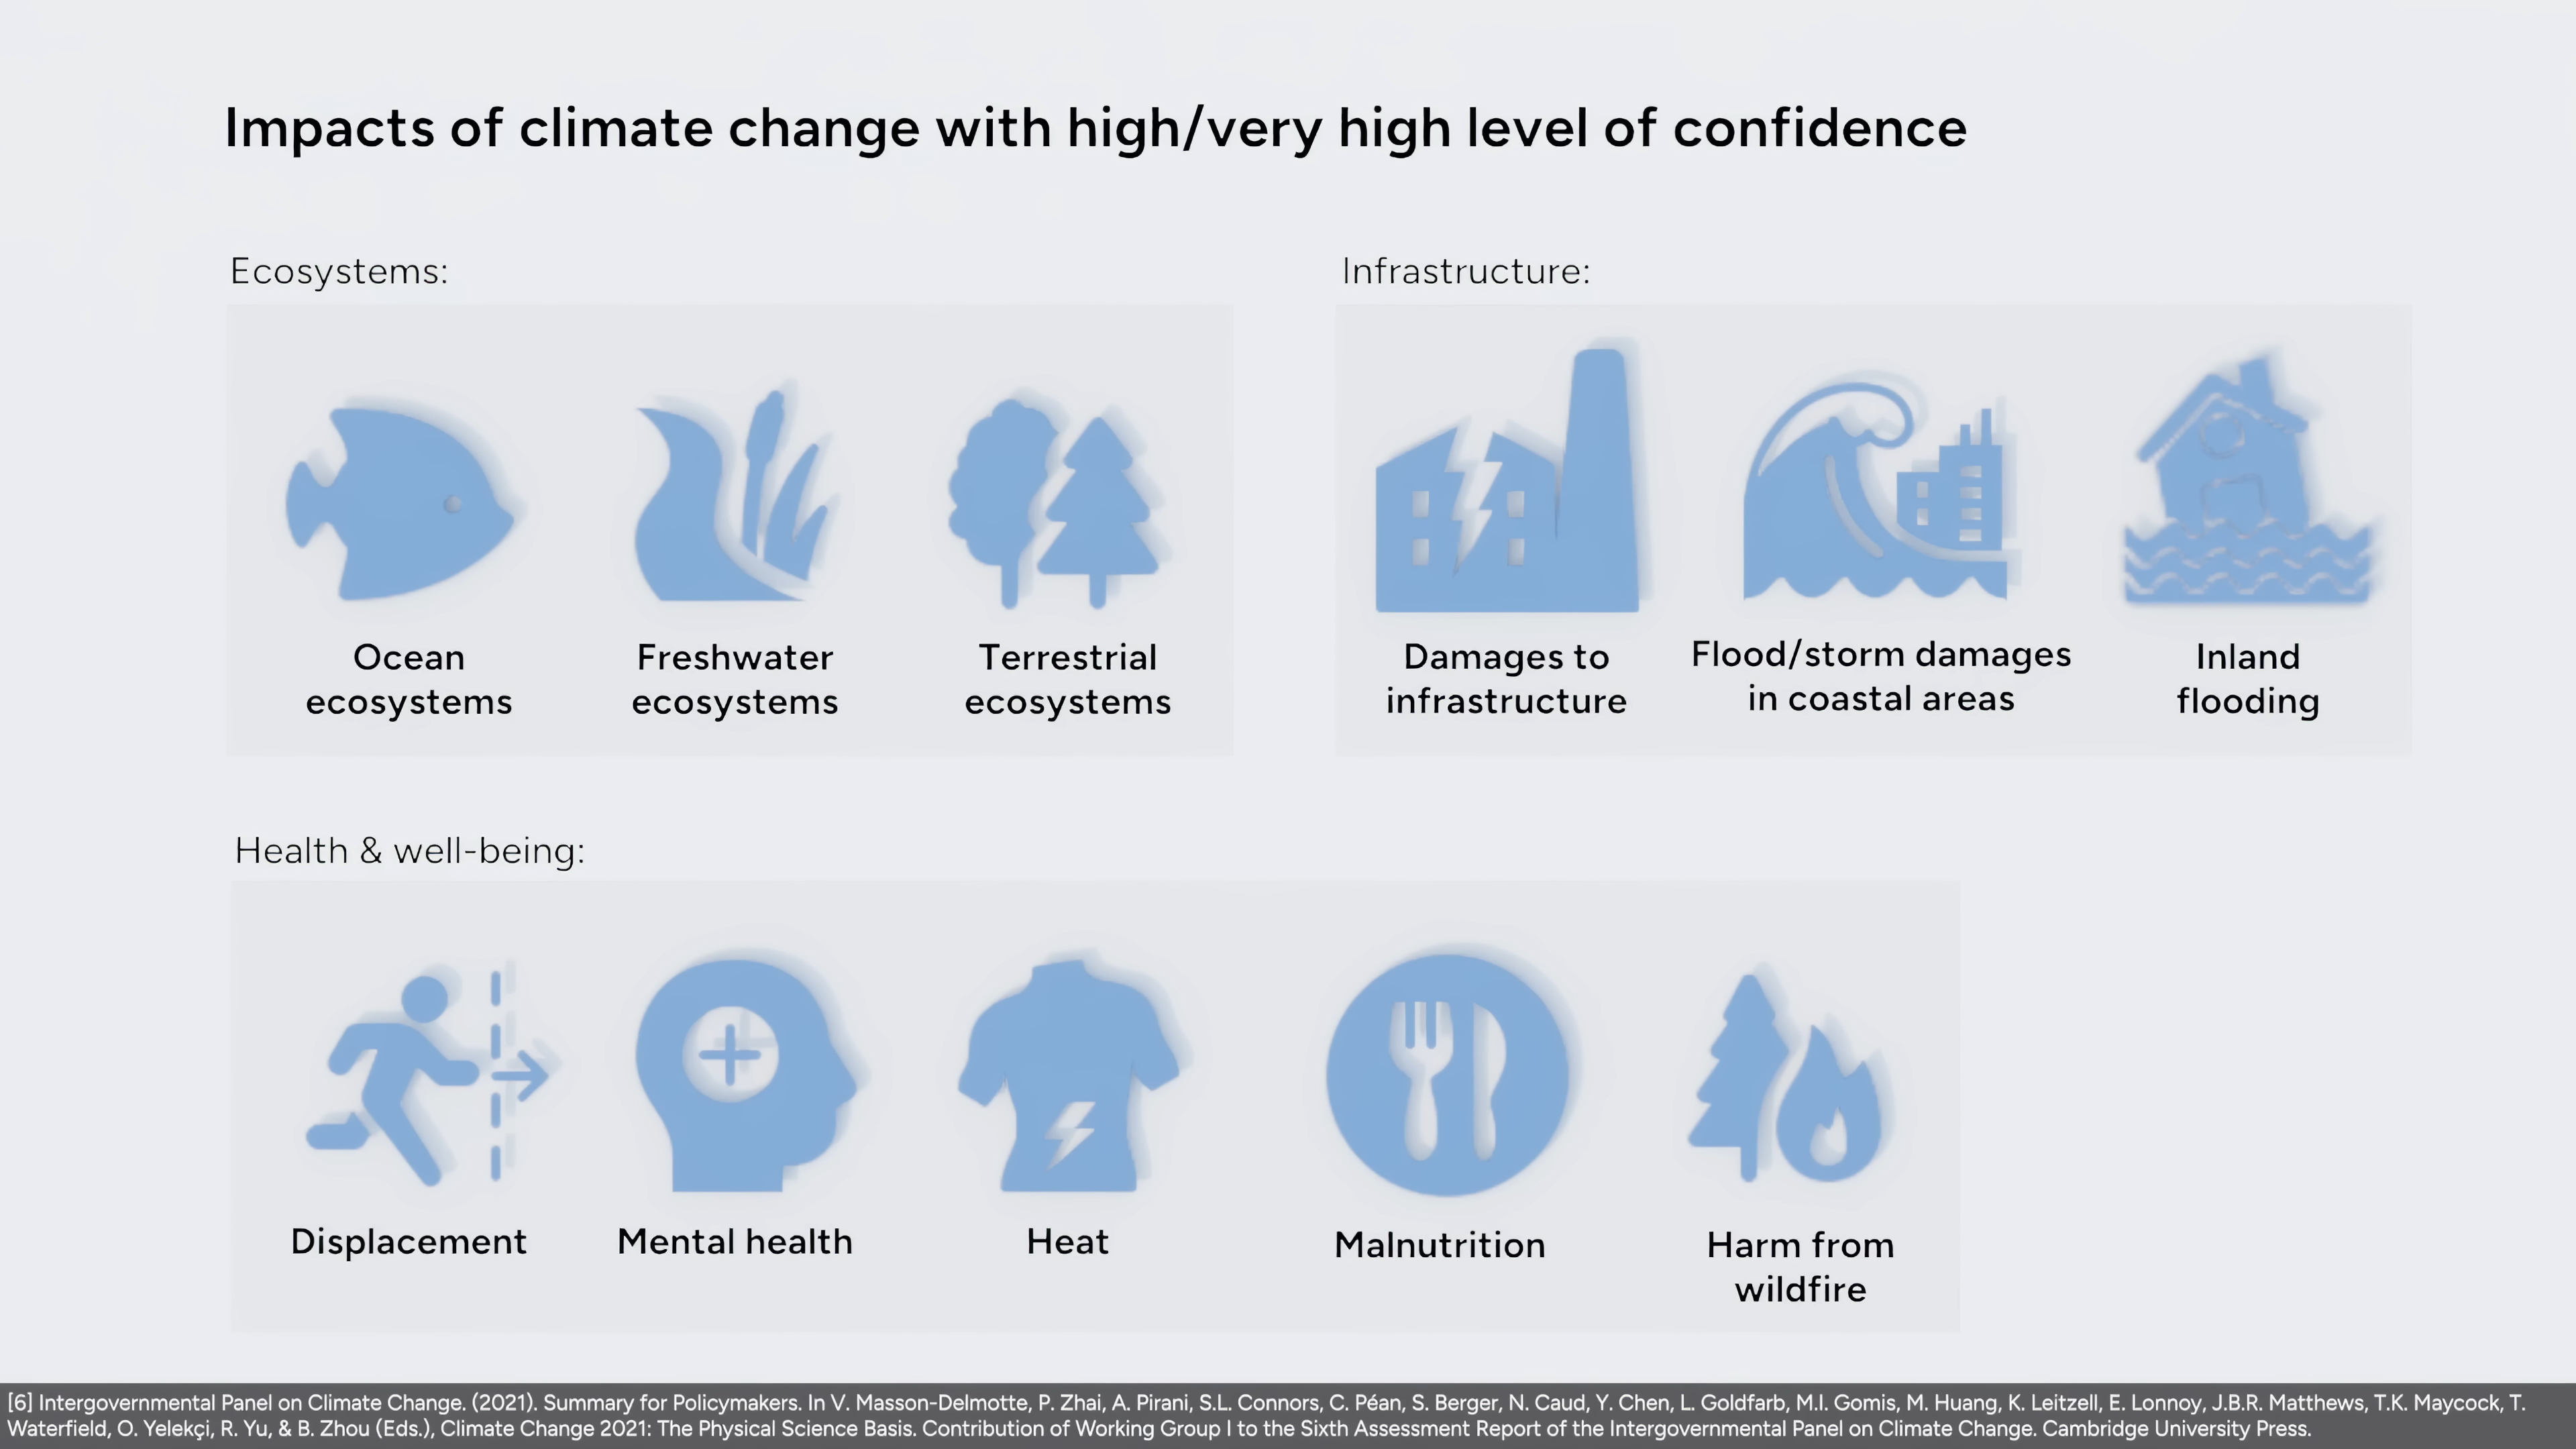 Impacts of climate change with high/very high level of confidence
Ecosystems:
Ocean
ecosystems
Freshwater
ecosystems
Terrestrial
ecosystems
Infrastructure:
Damages to
infrastructure
Flood/storm damages
in coastal areas
Inland
flooding
Health & well-being:
Displacement
Mental health
Heat
Malnutrition
Harm from
wildfire
[6] Intergovernmental Panel on Climate Change. (2021). Summary for Policymakers. In V. Masson-Delmotte, P. Zhai, A. Pirani, S.L. Connors, C. Péan, S. Berger, N. Caud, Y. Chen, L. Goldfarb, M.I. Gomis, M. Huang, K. Leitzell, E. Lonnoy, J.B.R. Matthews, T.K. Maycock, T.
Waterfield, O. Yelekçi, R. Yu, & B. Zhou (Eds.), Climate Change 2021: The Physical Science Basis. Contribution of Working Group I to the Sixth Assessment Report of the Intergovernmental Panel on Climate Change. Cambridge University Press.